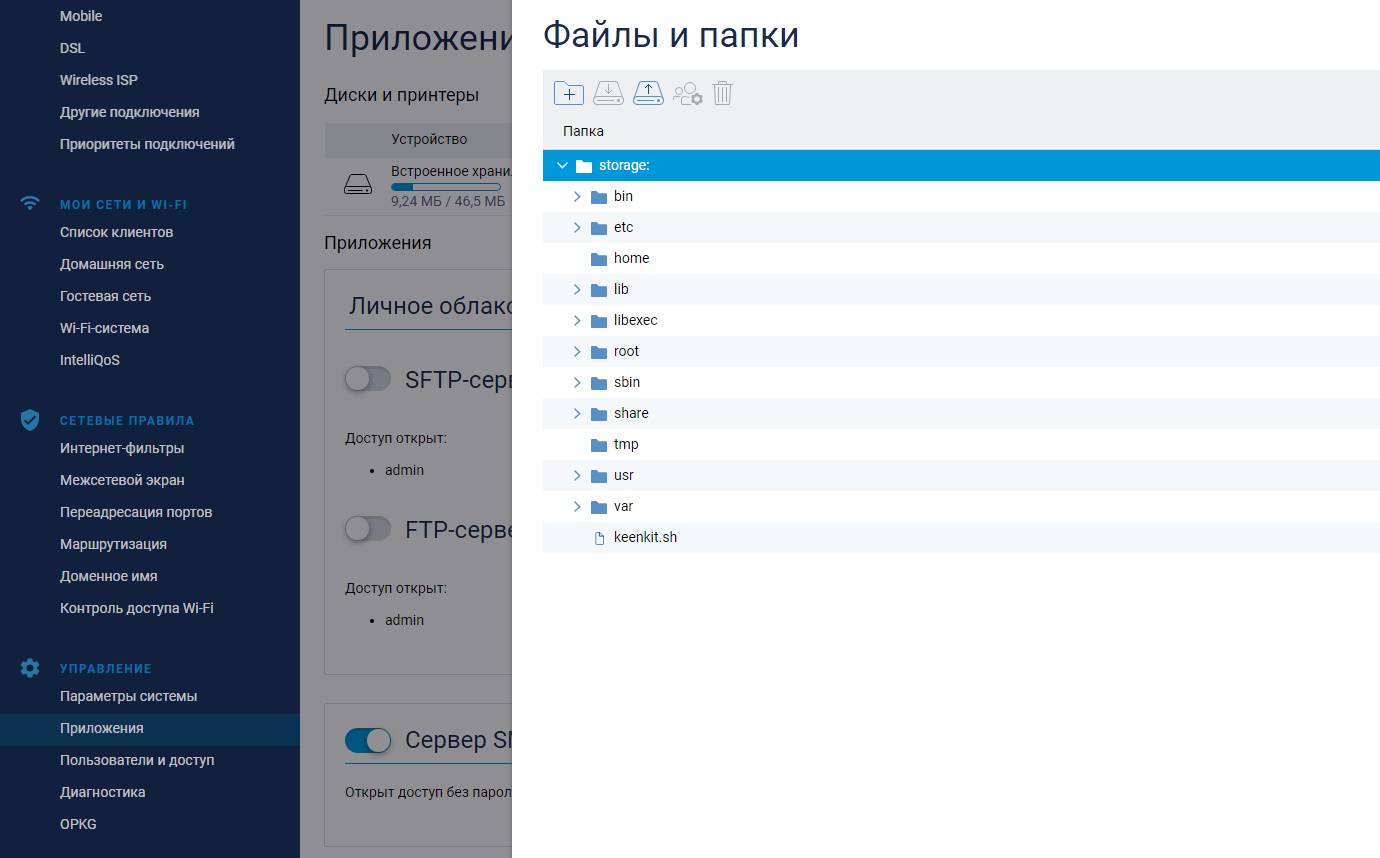 Mobile
DSL
Wireless ISP
Другие подключения
Приоритеты подключений
МОИ СЕТИ И WI-FI
Список клиентов
Домашняя сеть
Гостевая сеть
Wi-Fi-система
IntelliQoS
СЕТЕВЫЕ ПРАВИЛА
Интернет-фильтры
Межсетевой экран
Переадресация портов
Маршрутизация
Доменное имя
Контроль доступа Wi-Fi
УПРАВЛЕНИЕ
Параметры системы
Приложения
Пользователи и доступ
Диагностика
OPKG
Приложени
Диски и принтеры
Устройство
Встроенное храни
9,24 МБ / 46,5 МБ
Приложения
Личное облако
SFTP-серв
Доступ открыт:
admin
FTP-серве
Доступ открыт:
admin
Сервер SM
Открыт доступ без парол
Файлы и папки
Папка
storage:
bin
etc
home
lib
libexec
root
sbin
share
tmp
usr
var
keenkit.sh